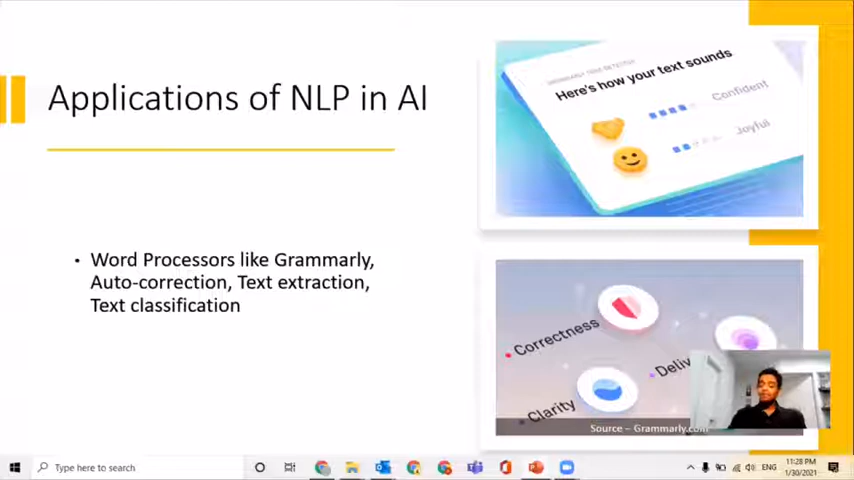 Applications of NLP in AI
Here's how your text sounds
Confident
Joyful
• Word Processors like Grammarly,
Auto-correction, Text extraction,
Text classification
Correctness
Deliv
Clarity
Source – Grammarly.com
Type here to search
ENG
11:28 PM
1/30/2021